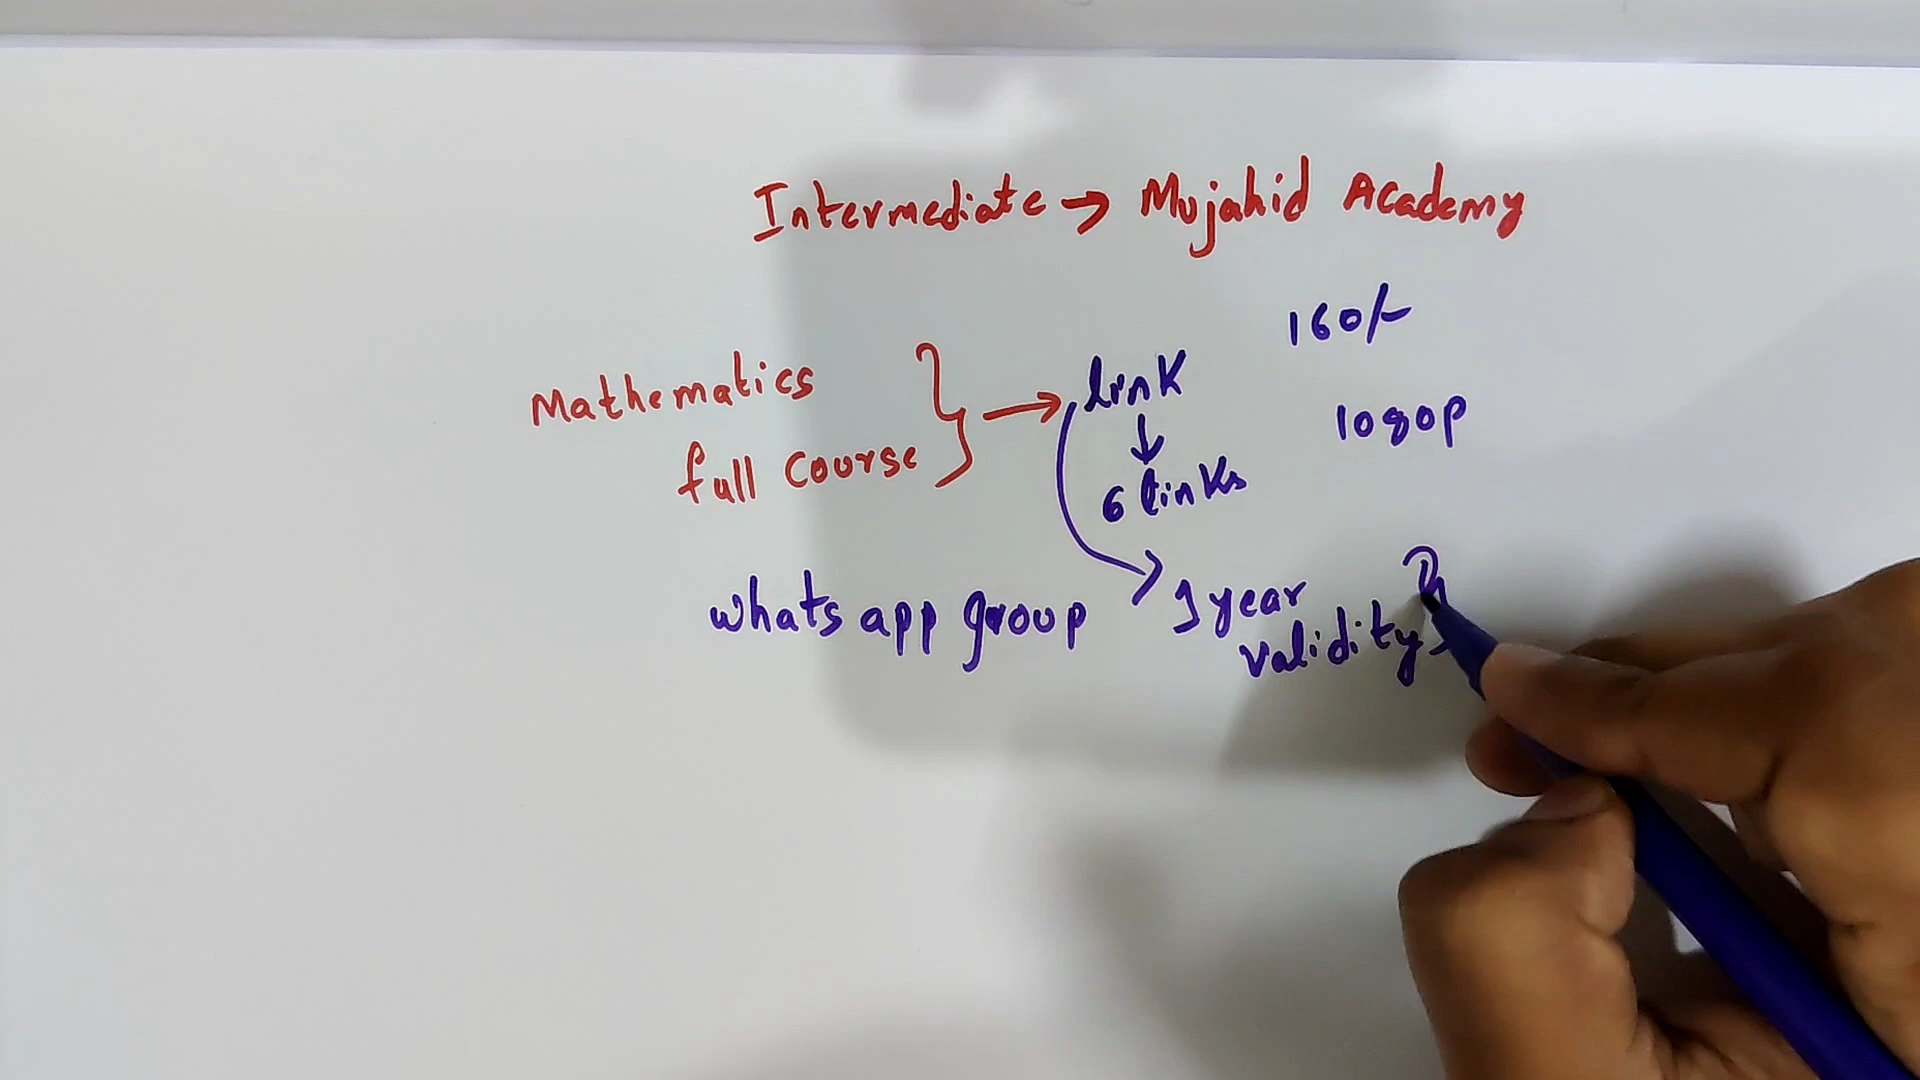 Intermediate → Mujahid Academy
160/-
Mathematics
full Course
→ link
↓
6 links
1080p
whats app group
1 year
validity